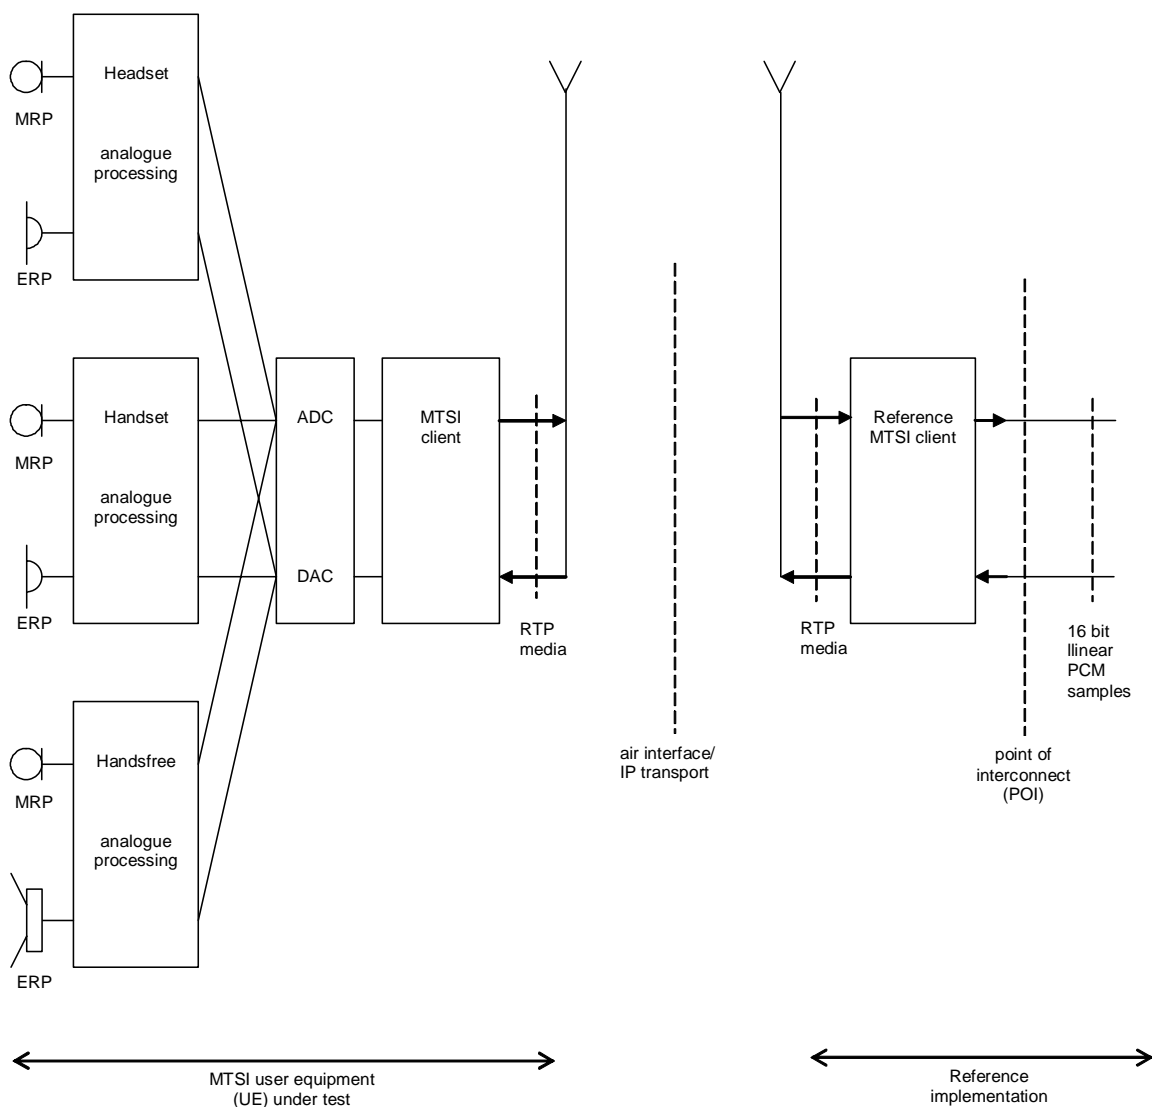 Headset
MRP
analogue
processing
ERP
Handset
MRP
analogue
processing
ERP
Handsfree
MRP
analogue
processing
ERP
ADC
DAC
MTSI
client
RTP
media
air interface/
IP transport
RTP
media
Reference
MTSI client
point of
interconnect
(POI)
16 bit
llinear
PCM
samples
MTSI user equipment
(UE) under test
Reference
implementation